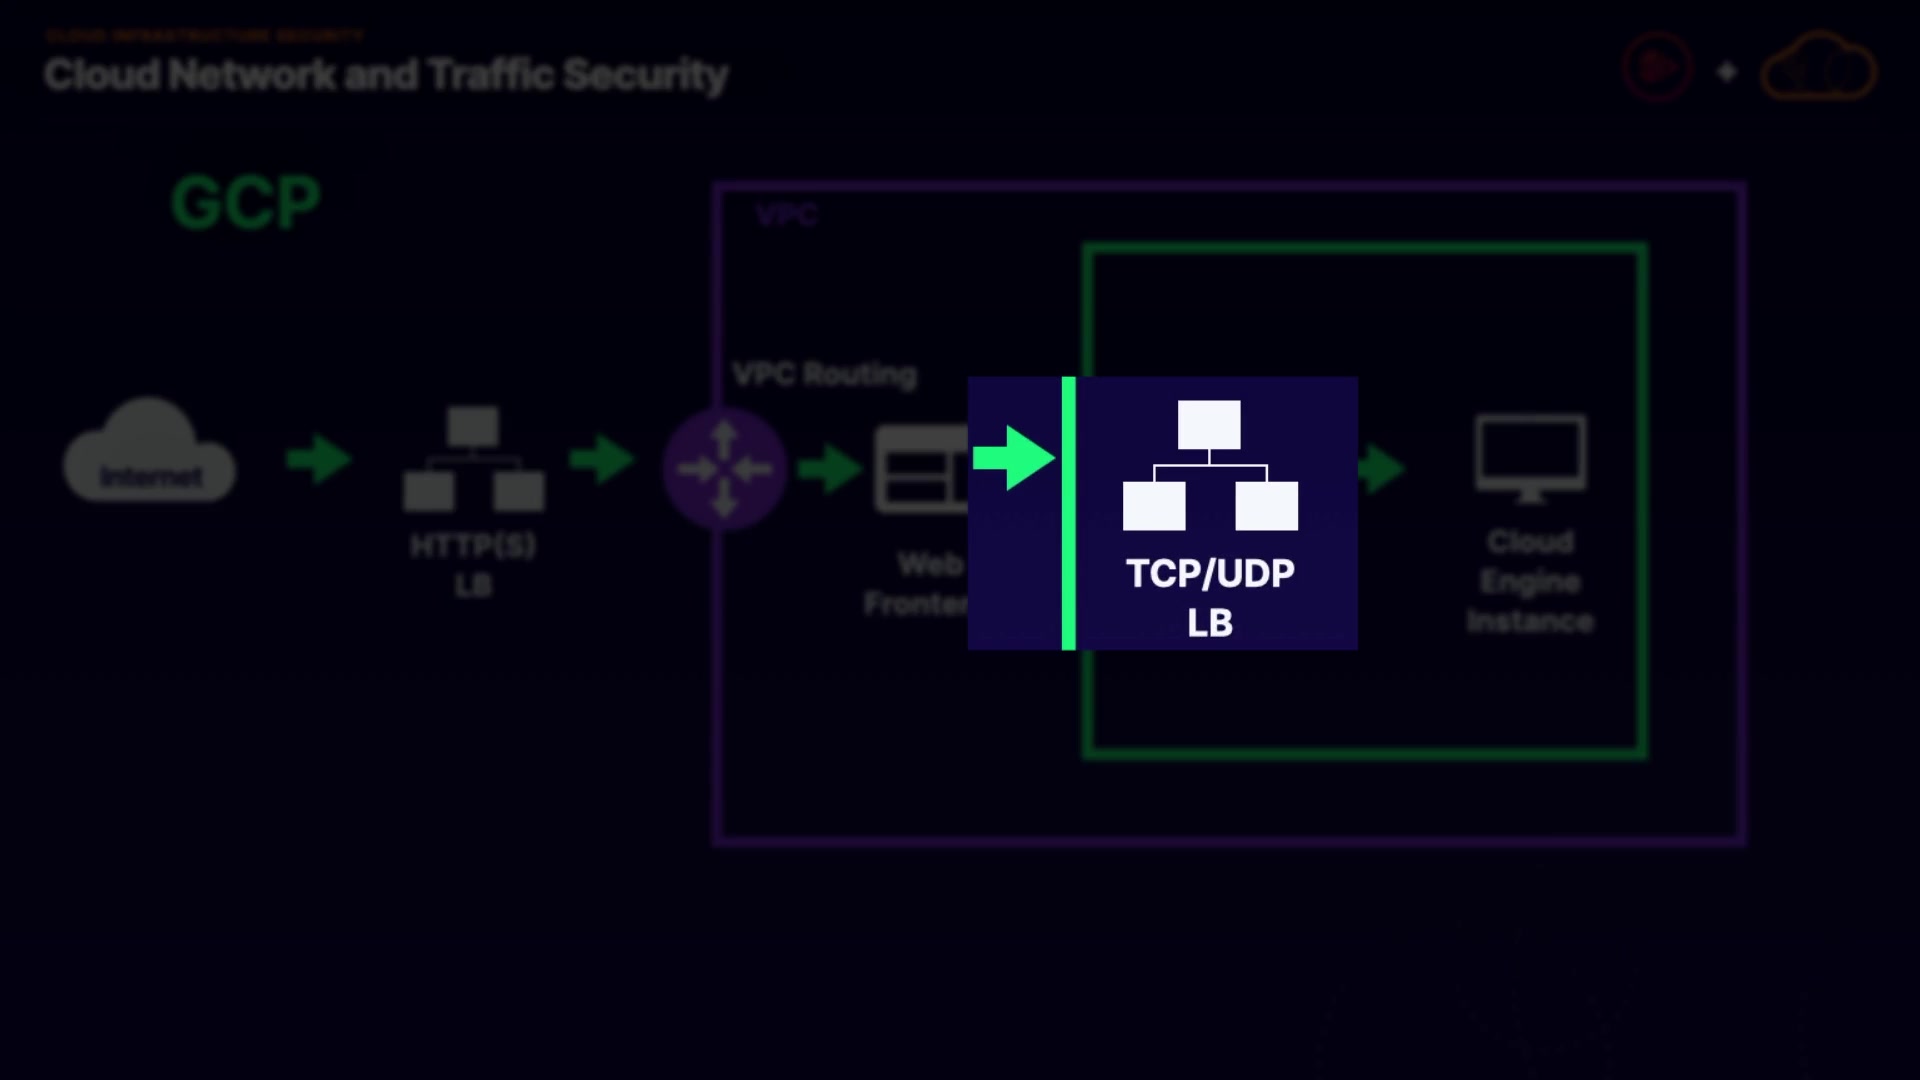 CLOUD INFRASTRUCTURE SECURITY
Cloud Network and Traffic Security
GCP
VPC
VPC Routing
Internet
HTTP(S)
LB
Web
TCP/UDP
LB
Cloud
Engine
Instance